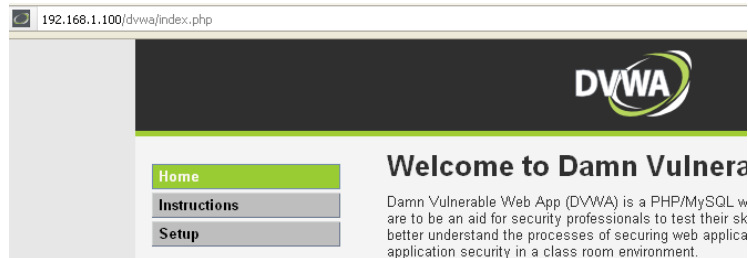 192.168.1.100/dvwa/index.php
DVWA
Home
Instructions
Setup
Welcome to Damn Vulnera
Damn Vulnerable Web App (DVWA) is a PHP/MySQL w
are to be an aid for security professionals to test their sk
better understand the processes of securing web applica
application security in a class room environment.